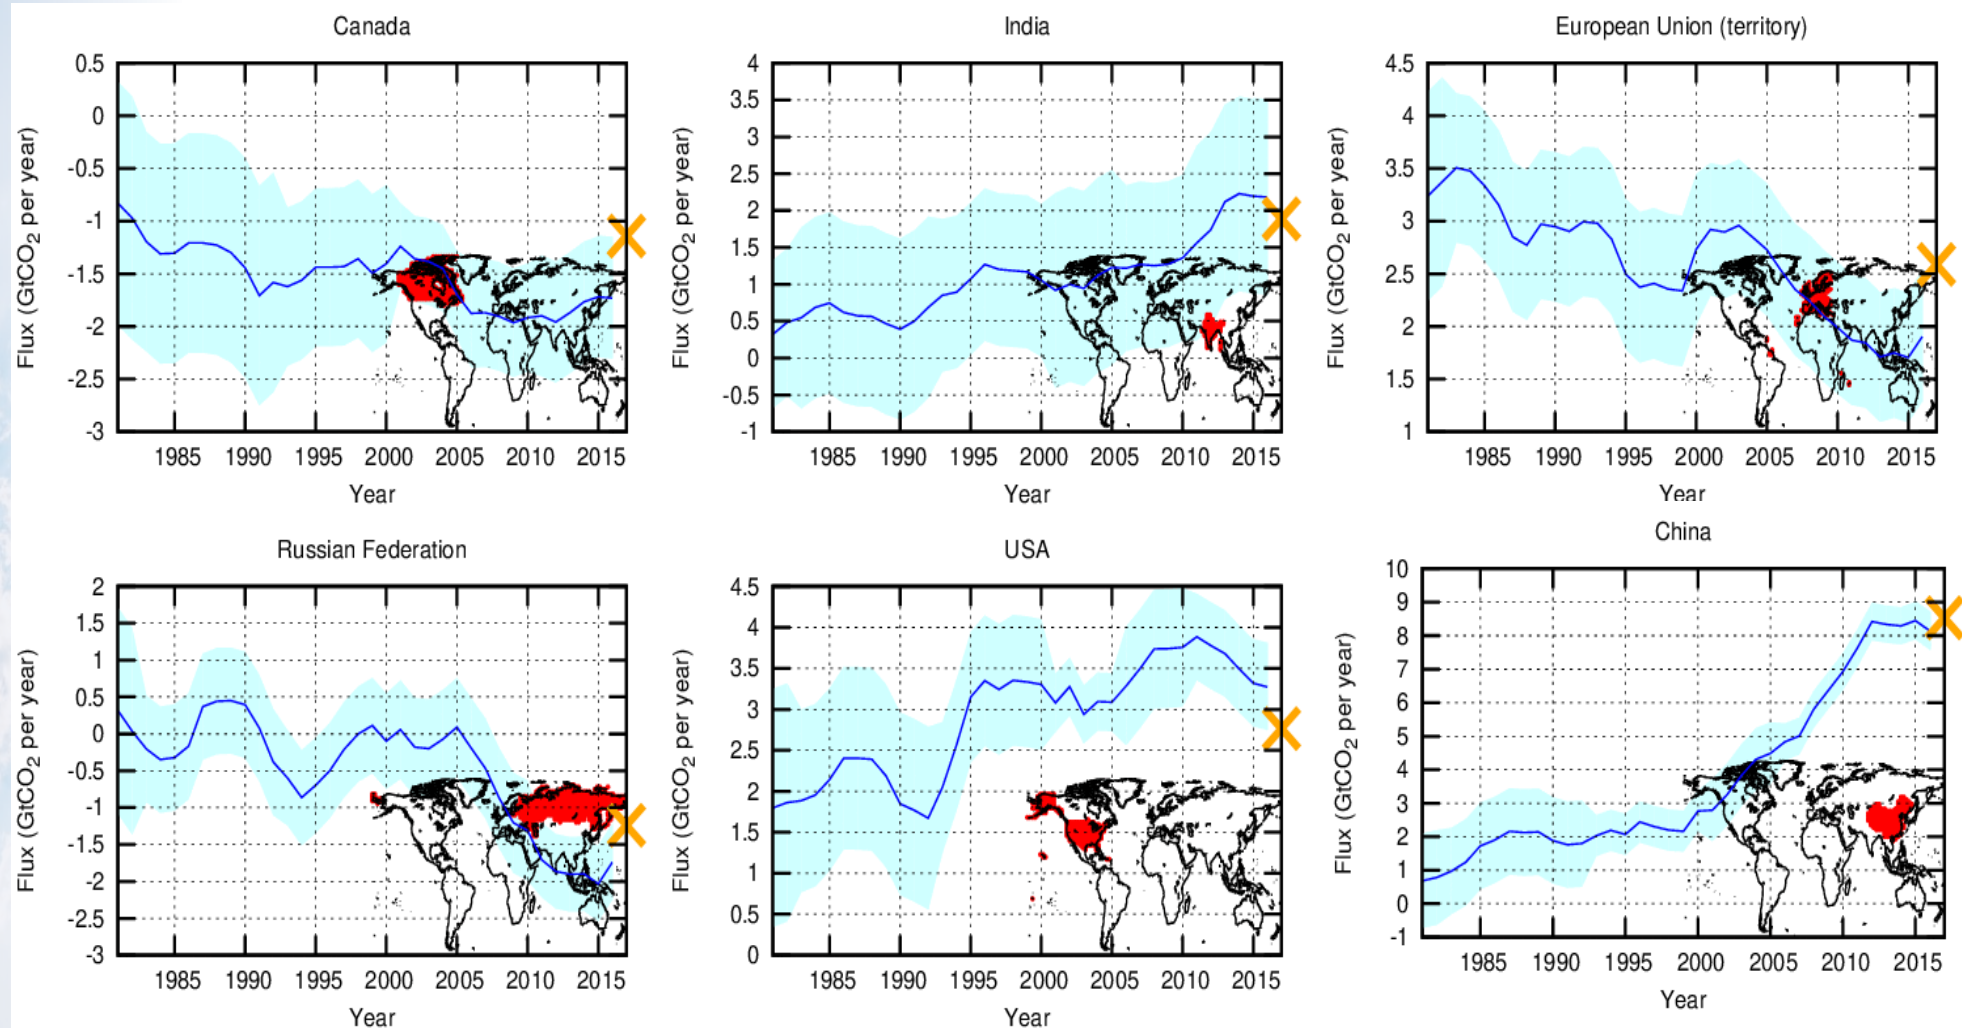 Canada
Flux (GtCO2 per year)
0.5
0
-0.5
-1
-1.5
-2
-2.5
-3
1985 1990 1995 2000 2005 2010 2015
Year
India
Flux (GtCO2 per year)
4
3.5
3
2.5
2
1.5
1
0.5
0
-0.5
-1
1985 1990 1995 2000 2005 2010 2015
Year
European Union (territory)
Flux (GtCO2 per year)
4.5
4
3.5
3
2.5
2
1.5
1
1985 1990 1995 2000 2005 2010 2015
Year
Russian Federation
Flux (GtCO2 per year)
2
1.5
1
0.5
0
-0.5
-1
-1.5
-2
-2.5
-3
1985 1990 1995 2000 2005 2010 2015
Year
USA
Flux (GtCO2 per year)
4.5
4
3.5
3
2.5
2
1.5
1
0.5
0
1985 1990 1995 2000 2005 2010 2015
Year
China
Flux (GtCO2 per year)
10
9
8
7
6
5
4
3
2
1
0
-1
1985 1990 1995 2000 2005 2010 2015
Year